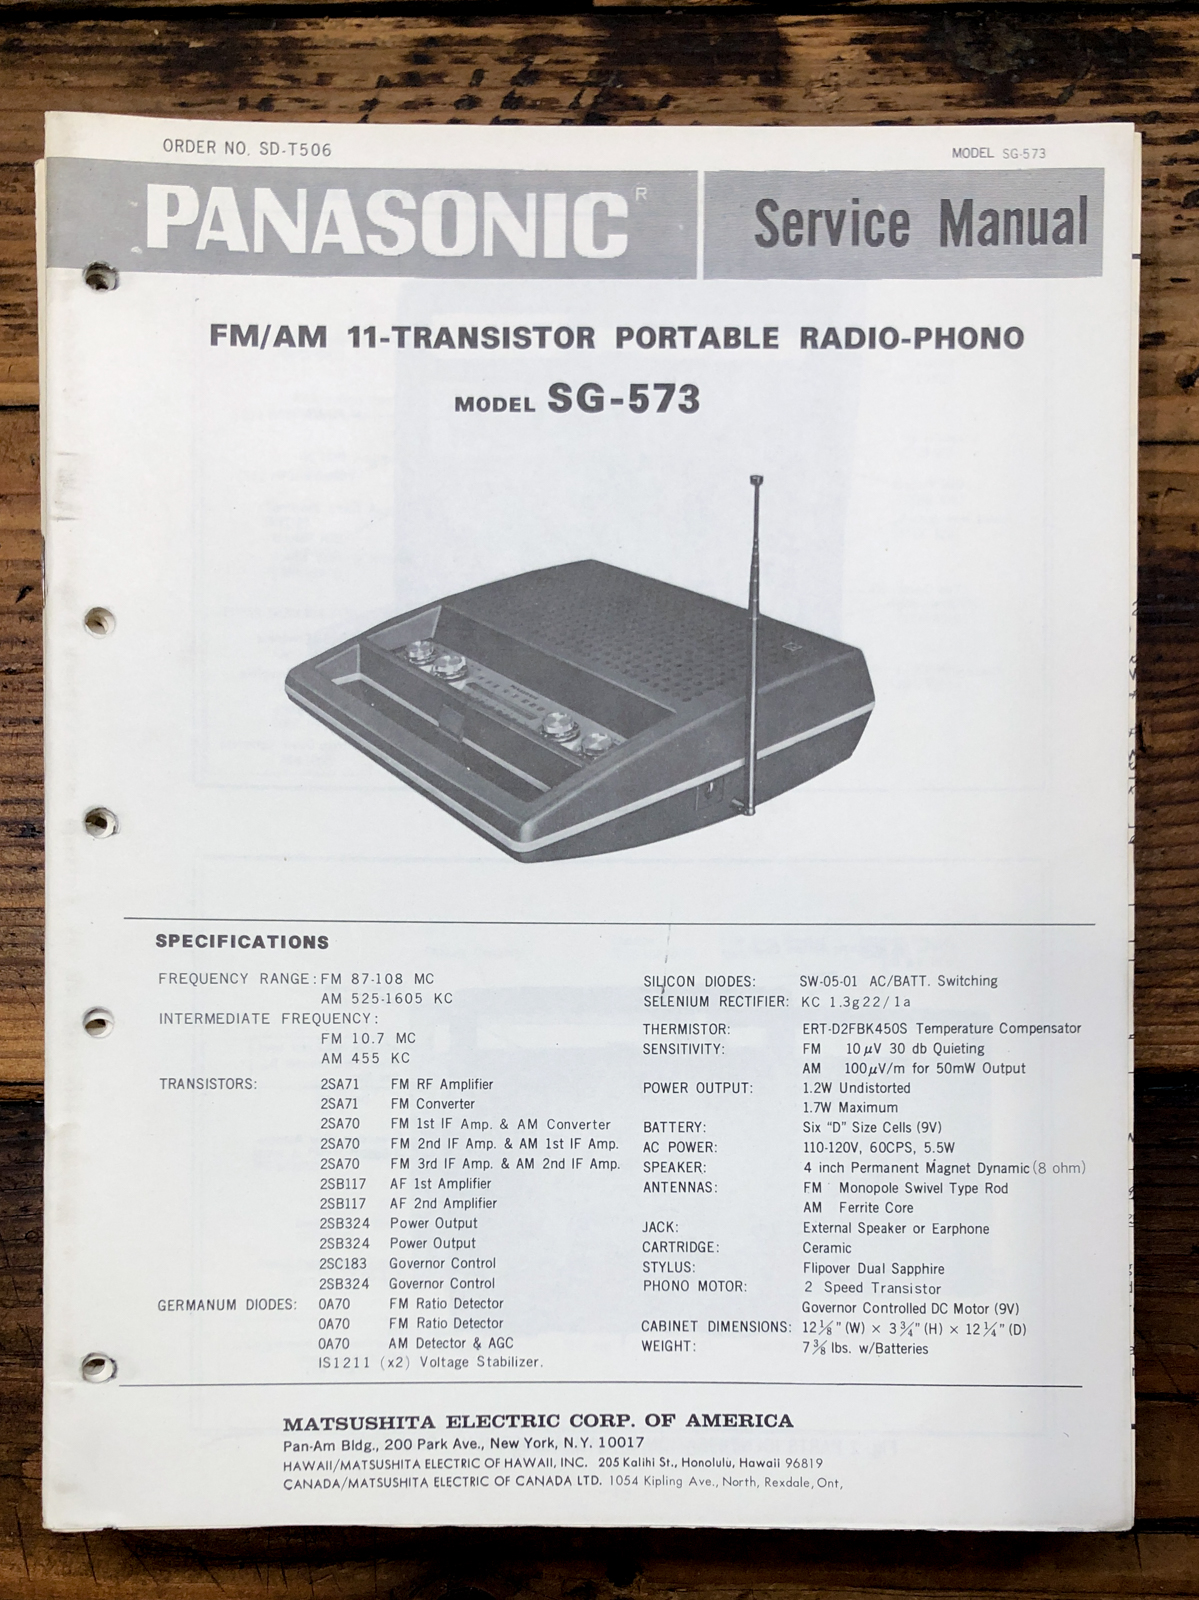 ORDER NO. SD-T506
MODEL SG-573
PANASONIC®
Service Manual
FM/AM 11-TRANSISTOR PORTABLE RADIO-PHONO
MODEL SG-573
SPECIFICATIONS
FREQUENCY RANGE: FM 87-108 MC
AM 525-1605 KC
INTERMEDIATE FREQUENCY:
FM 10.7 MC
AM 455 KC
TRANSISTORS: 2SA71 FM RF Amplifier
2SA71 FM Converter
2SA70 FM 1st IF Amp. & AM Converter
2SA70 FM 2nd IF Amp. & AM 1st IF Amp.
2SA70 FM 3rd IF Amp. & AM 2nd IF Amp.
2SB117 AF 1st Amplifier
2SB117 AF 2nd Amplifier
2SB324 Power Output
2SB324 Power Output
2SC183 Governor Control
2SB324 Governor Control
GERMANUM DIODES: OA70 FM Ratio Detector
OA70 FM Ratio Detector
OA70 AM Detector & AGC
IS1211 (x2) Voltage Stabilizer.
SILICON DIODES: SW-05-01 AC/BATT. Switching
SELENIUM RECTIFIER: KC 1.3g22/1a
THERMISTOR: ERT-D2FBK450S Temperature Compensator
SENSITIVITY: FM 10μV 30 db Quieting
AM 100μV/m for 50mW Output
POWER OUTPUT: 1.2W Undistorted
1.7W Maximum
BATTERY: Six "D" Size Cells (9V)
AC POWER: 110-120V, 60CPS, 5.5W
SPEAKER: 4 inch Permanent Magnet Dynamic (8 ohm)
ANTENNAS: FM Monopole Swivel Type Rod
AM Ferrite Core
JACK: External Speaker or Earphone
CARTRIDGE: Ceramic
STYLUS: Flipover Dual Sapphire
PHONO MOTOR: 2 Speed Transistor
Governor Controlled DC Motor (9V)
CABINET DIMENSIONS: 12⅛" (W) × 3¾" (H) × 12¼" (D)
WEIGHT: 7⅜ lbs. w/Batteries
MATSUSHITA ELECTRIC CORP. OF AMERICA
Pan-Am Bldg., 200 Park Ave., New York, N.Y. 10017
HAWAII/MATSUSHITA ELECTRIC OF HAWAII, INC. 205 Kalihi St., Honolulu, Hawaii 96819
CANADA/MATSUSHITA ELECTRIC OF CANADA LTD. 1054 Kipling Ave., North, Rexdale, Ont,